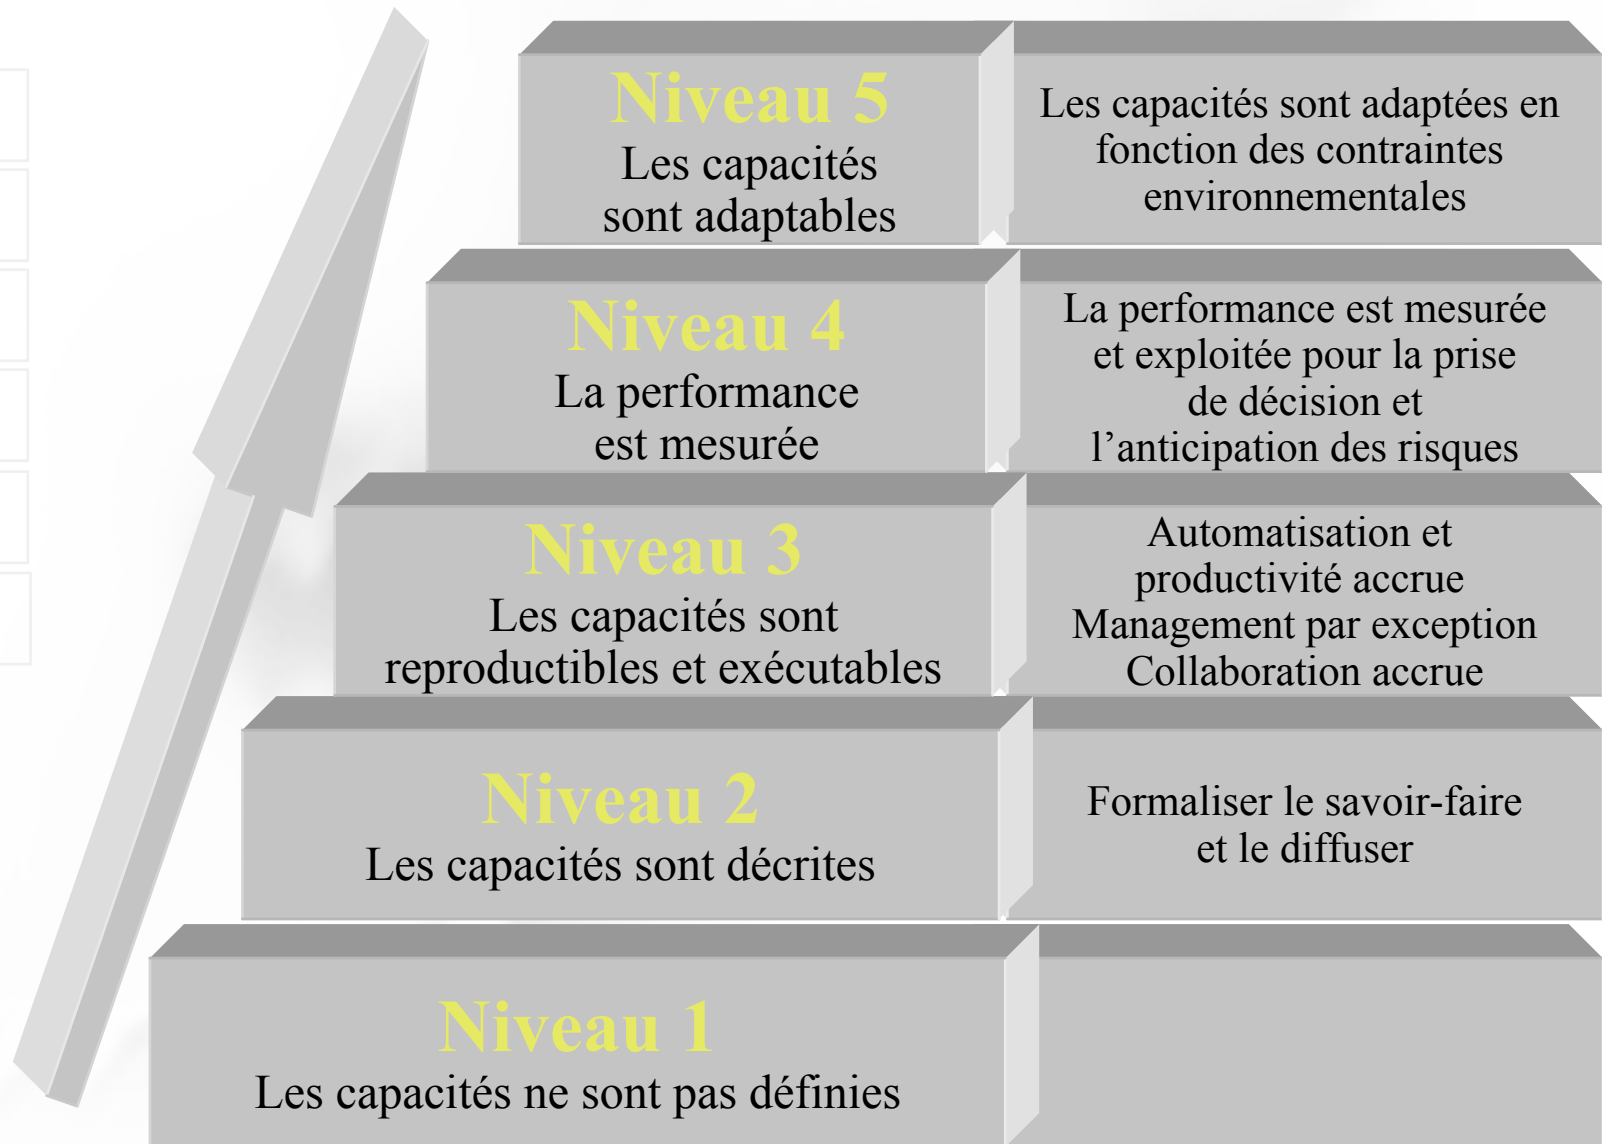 Niveau 5
Les capacités
sont adaptables
Les capacités sont adaptées en
fonction des contraintes
environnementales
Niveau 4
La performance
est mesurée
La performance est mesurée
et exploitée pour la prise
de décision et
l’anticipation des risques
Niveau 3
Les capacités sont
reproductibles et exécutables
Automatisation et
productivité accrue
Management par exception
Collaboration accrue
Niveau 2
Les capacités sont décrites
Formaliser le savoir-faire
et le diffuser
Niveau 1
Les capacités ne sont pas définies